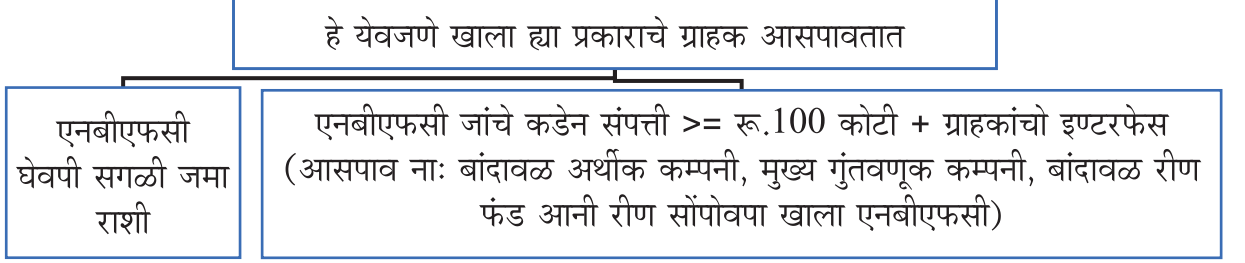 हे येवजणे खाला ह्या प्रकाराचे ग्राहक आसपावतात
एनबीएफसी
घेवपी सगळी जमा
राशी
एनबीएफसी जांचे कडेन संपत्ती >= रू.100 कोटी + ग्राहकांचो इण्टरफेस
(आसपाव नाः बांदावळ अर्थीक कम्पनी, मुख्य गुंतवणूक कम्पनी, बांदावळ रीण
फंड आनी रीण सोंपोवपा खाला एनबीएफसी)